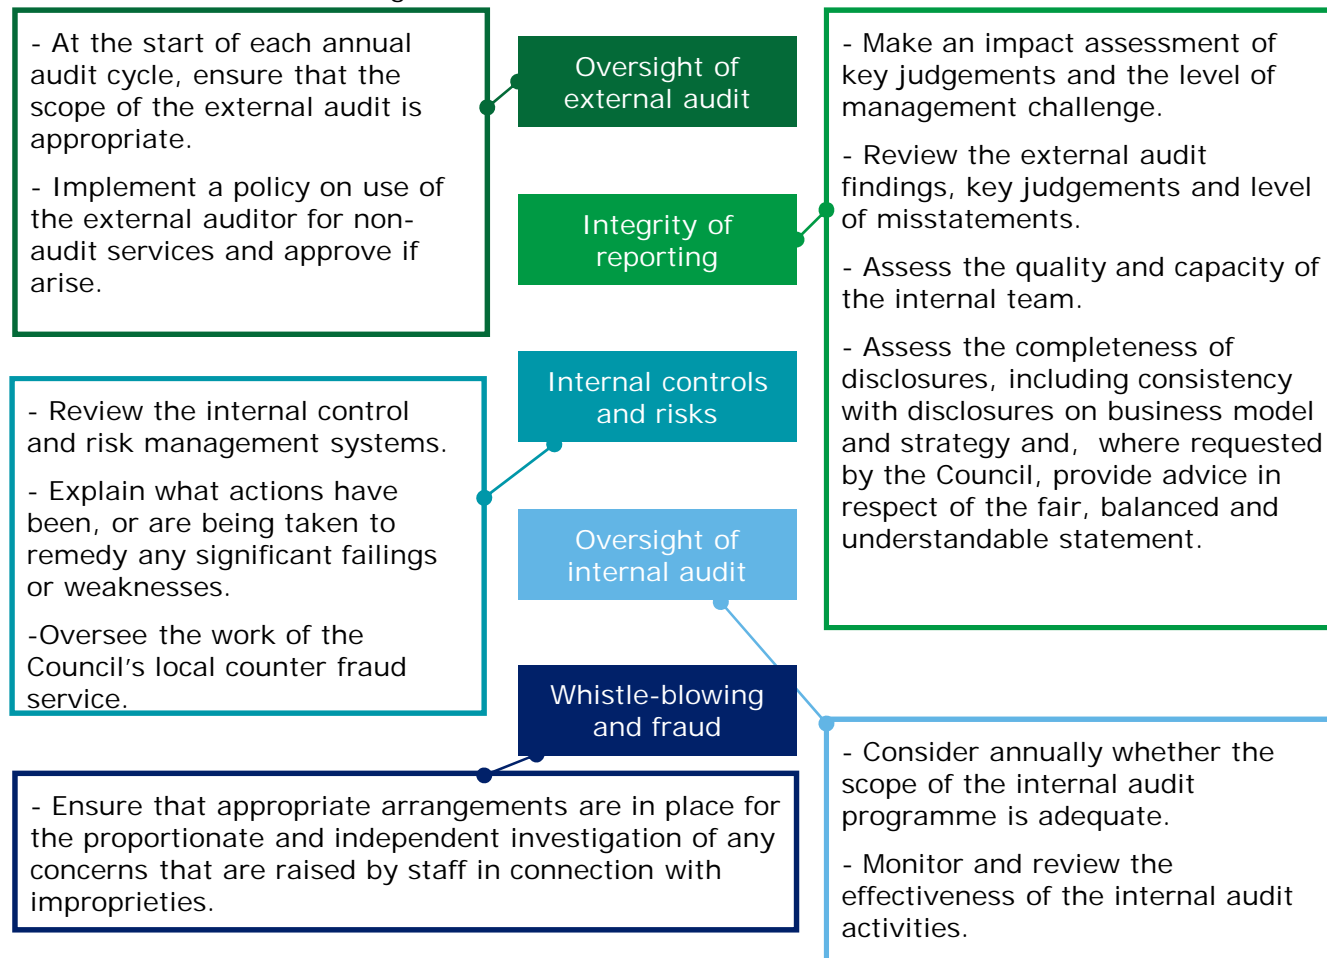 - At the start of each annual
audit cycle, ensure that the
scope of the external audit is
appropriate.
- Implement a policy on use of
the external auditor for non-
audit services and approve if
arise.
Oversight of
external audit
Integrity of
reporting
- Make an impact assessment of
key judgements and the level of
management challenge.
- Review the external audit
findings, key judgements and level
of misstatements.
- Assess the quality and capacity of
the internal team.
- Assess the completeness of
disclosures, including consistency
with disclosures on business model
and strategy and, where requested
by the Council, provide advice in
respect of the fair, balanced and
understandable statement.
Internal controls
and risks
- Review the internal control
and risk management systems.
- Explain what actions have
been, or are being taken to
remedy any significant failings
or weaknesses.
-Oversee the work of the
Council's local counter fraud
service.
Oversight of
internal audit
- Consider annually whether the
scope of the internal audit
programme is adequate.
- Monitor and review the
effectiveness of the internal audit
activities.
Whistle-blowing
and fraud
- Ensure that appropriate arrangements are in place for
the proportionate and independent investigation of any
concerns that are raised by staff in connection with
improprieties.